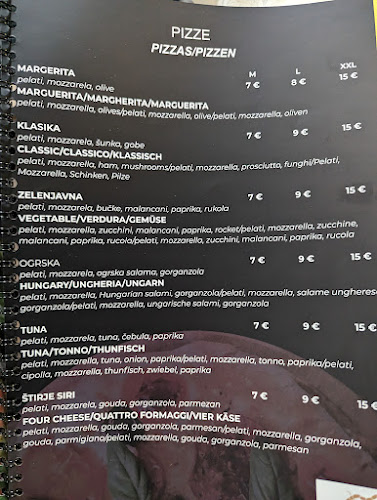 PIZZE
PIZZAS/PIZZEN
M L XXL
MARGERITA 7 € 8 € 15 €
pelati, mozzarela, olive
MARGUERITA/MARGHERITA/MARGUERITA
pelati, mozzarella, olives/pelati, mozzarella, olive/pelati, mozzarella, oliven
KLASIKA 7 € 9 € 15 €
pelati, mozzarela, šunka, gobe
CLASSIC/CLASSICO/KLASSISCH
pelati, mozzarella, ham, mushrooms/pelati, mozzarella, prosciutto, funghi/Pelati,
Mozzarella, Schinken, Pilze
ZELENJAVNA 7 € 9 € 15 €
pelati, mozzarela, bučke, malancani, paprika, rukola
VEGETABLE/VERDURA/GEMÜSE
pelati, mozzarella, zucchini, malancani, paprika, rocket/pelati, mozzarella, zucchine,
malancani, paprika, rucola/pelati, mozzarella, zucchini, malancani, paprika, rucola
OGRSKA 7 € 9 € 15 €
pelati, mozzarela, ogrska salama, gorganzola
HUNGARY/UNGHERIA/UNGARN
pelati, mozzarella, Hungarian salami, gorganzola/pelati, mozzarella, salame ungherese,
gorganzola/pelati, mozzarella, ungarische salami, gorganzola
TUNA 7 € 9 € 15 €
pelati, mozzarela, tuna, čebula, paprika
TUNA/TONNO/THUNFISCH
pelati, mozzarella, tuna, onion, paprika/pelati, mozzarella, tonno, paprika/pelati,
cipolla, mozzarella, thunfisch, zwiebel, paprika
ŠTIRJE SIRI 7 € 9 € 15 €
pelati, mozzarela, gouda, gorganzola, parmezan
FOUR CHEESE/QUATTRO FORMAGGI/VIER KÄSE
pelati, mozzarella, gouda, gorganzola, parmesan/pelati, mozzarella, gorganzola,
gouda, parmigiano/pelati, mozzarella, gouda, gorganzola, parmesan